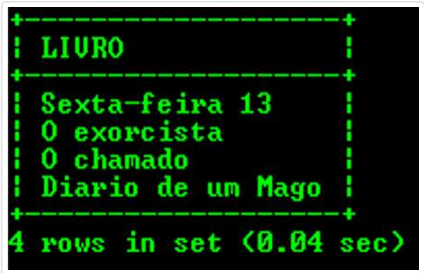 LIVRO
Sexta-feira 13
O exorcista
O chamado
Diario de um Mago
4 rows in set (0.04 sec)